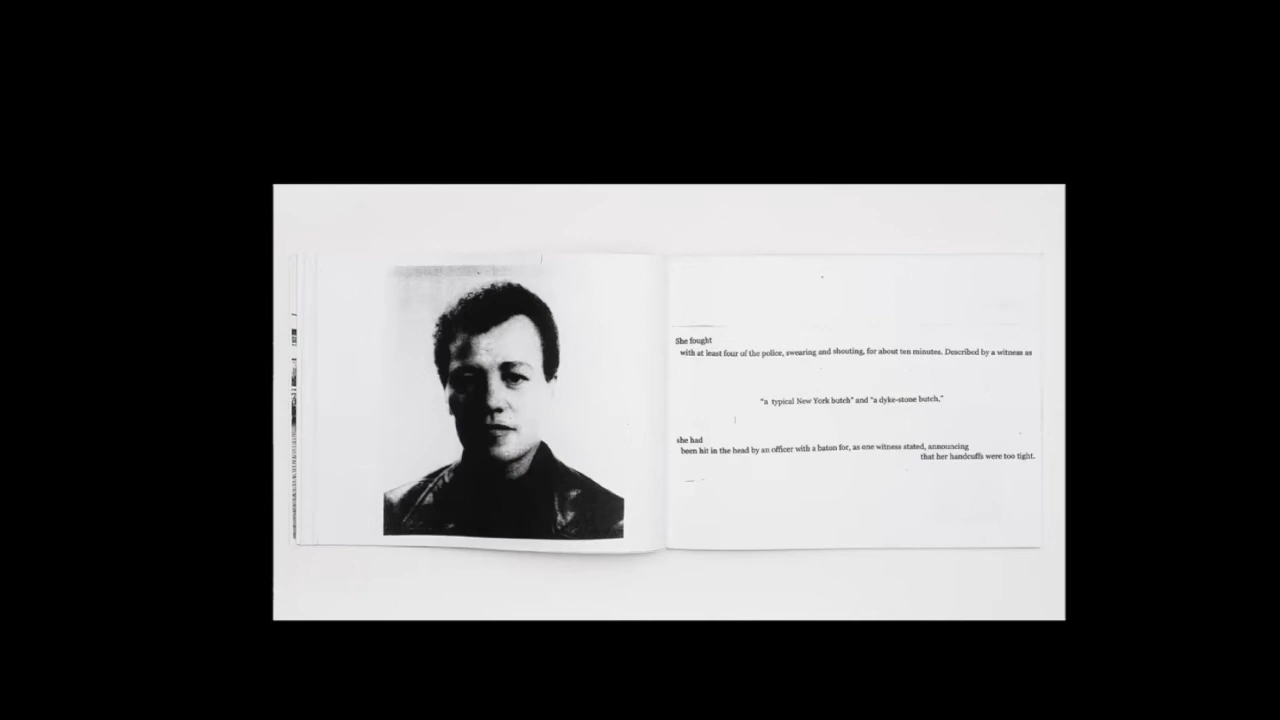 She fought
with at least four of the police, swearing and shouting, for about ten minutes. Described by a witness as
"a typical New York butch" and "a dyke-stone butch,"
she had
been hit in the head by an officer with a baton for, as one witness stated, announcing
that her handcuffs were too tight.